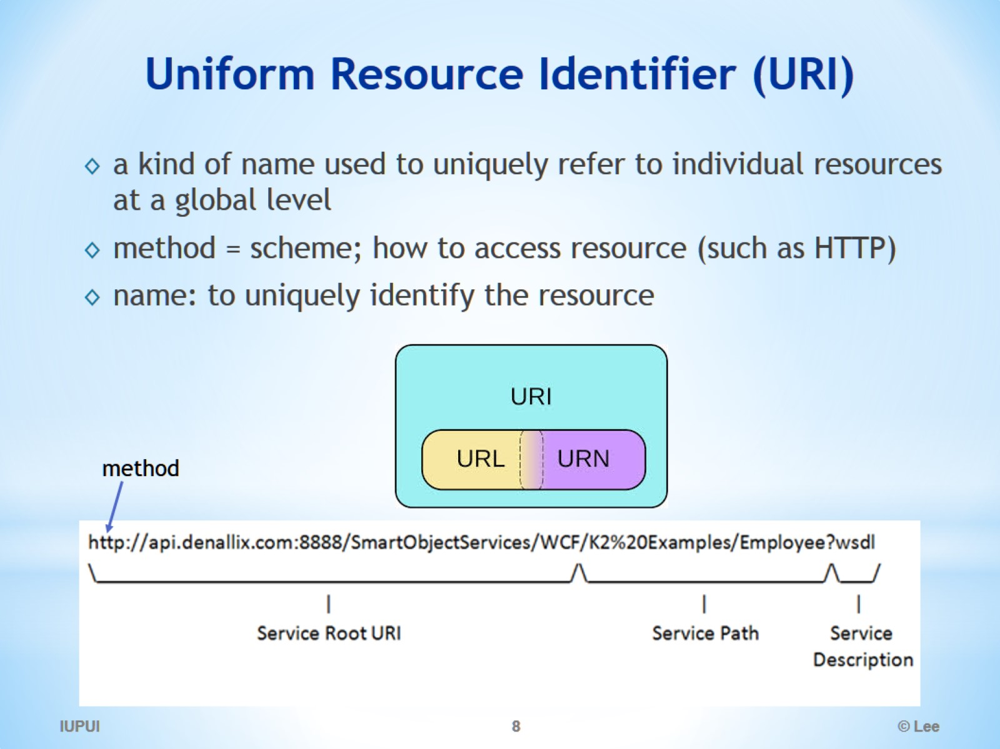 Uniform Resource Identifier (URI)
◇ a kind of name used to uniquely refer to individual resources
at a global level
◇ method = scheme; how to access resource (such as HTTP)
◇ name: to uniquely identify the resource
URI
URL URN
method
http://api.denallix.com:8888/SmartObjectServices/WCF/K2%20Examples/Employee?wsdl
Service Root URI Service Path Service
Description
IUPUI 8 © Lee